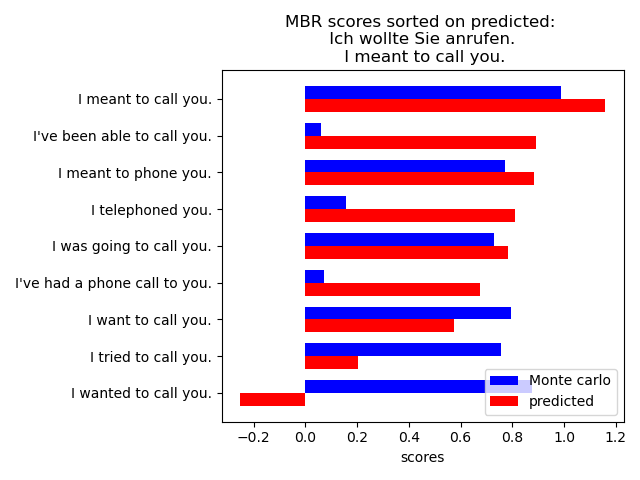 MBR scores sorted on predicted:
Ich wollte Sie anrufen.
I meant to call you.
I meant to call you.
I've been able to call you.
I meant to phone you.
I telephoned you.
I was going to call you.
I've had a phone call to you.
I want to call you.
I tried to call you.
I wanted to call you.
Monte carlo
predicted
−0.2 0.0 0.2 0.4 0.6 0.8 1.0 1.2
scores